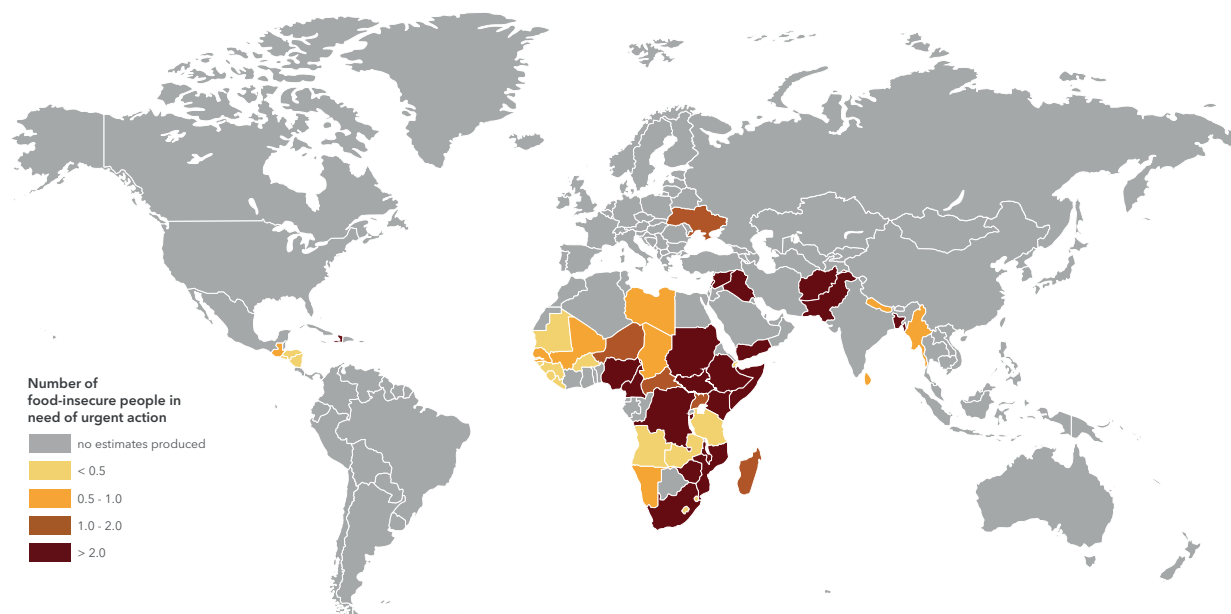 Number of
food-insecure people in
need of urgent action
no estimates produced
< 0.5
0.5 - 1.0
1.0 - 2.0
> 2.0